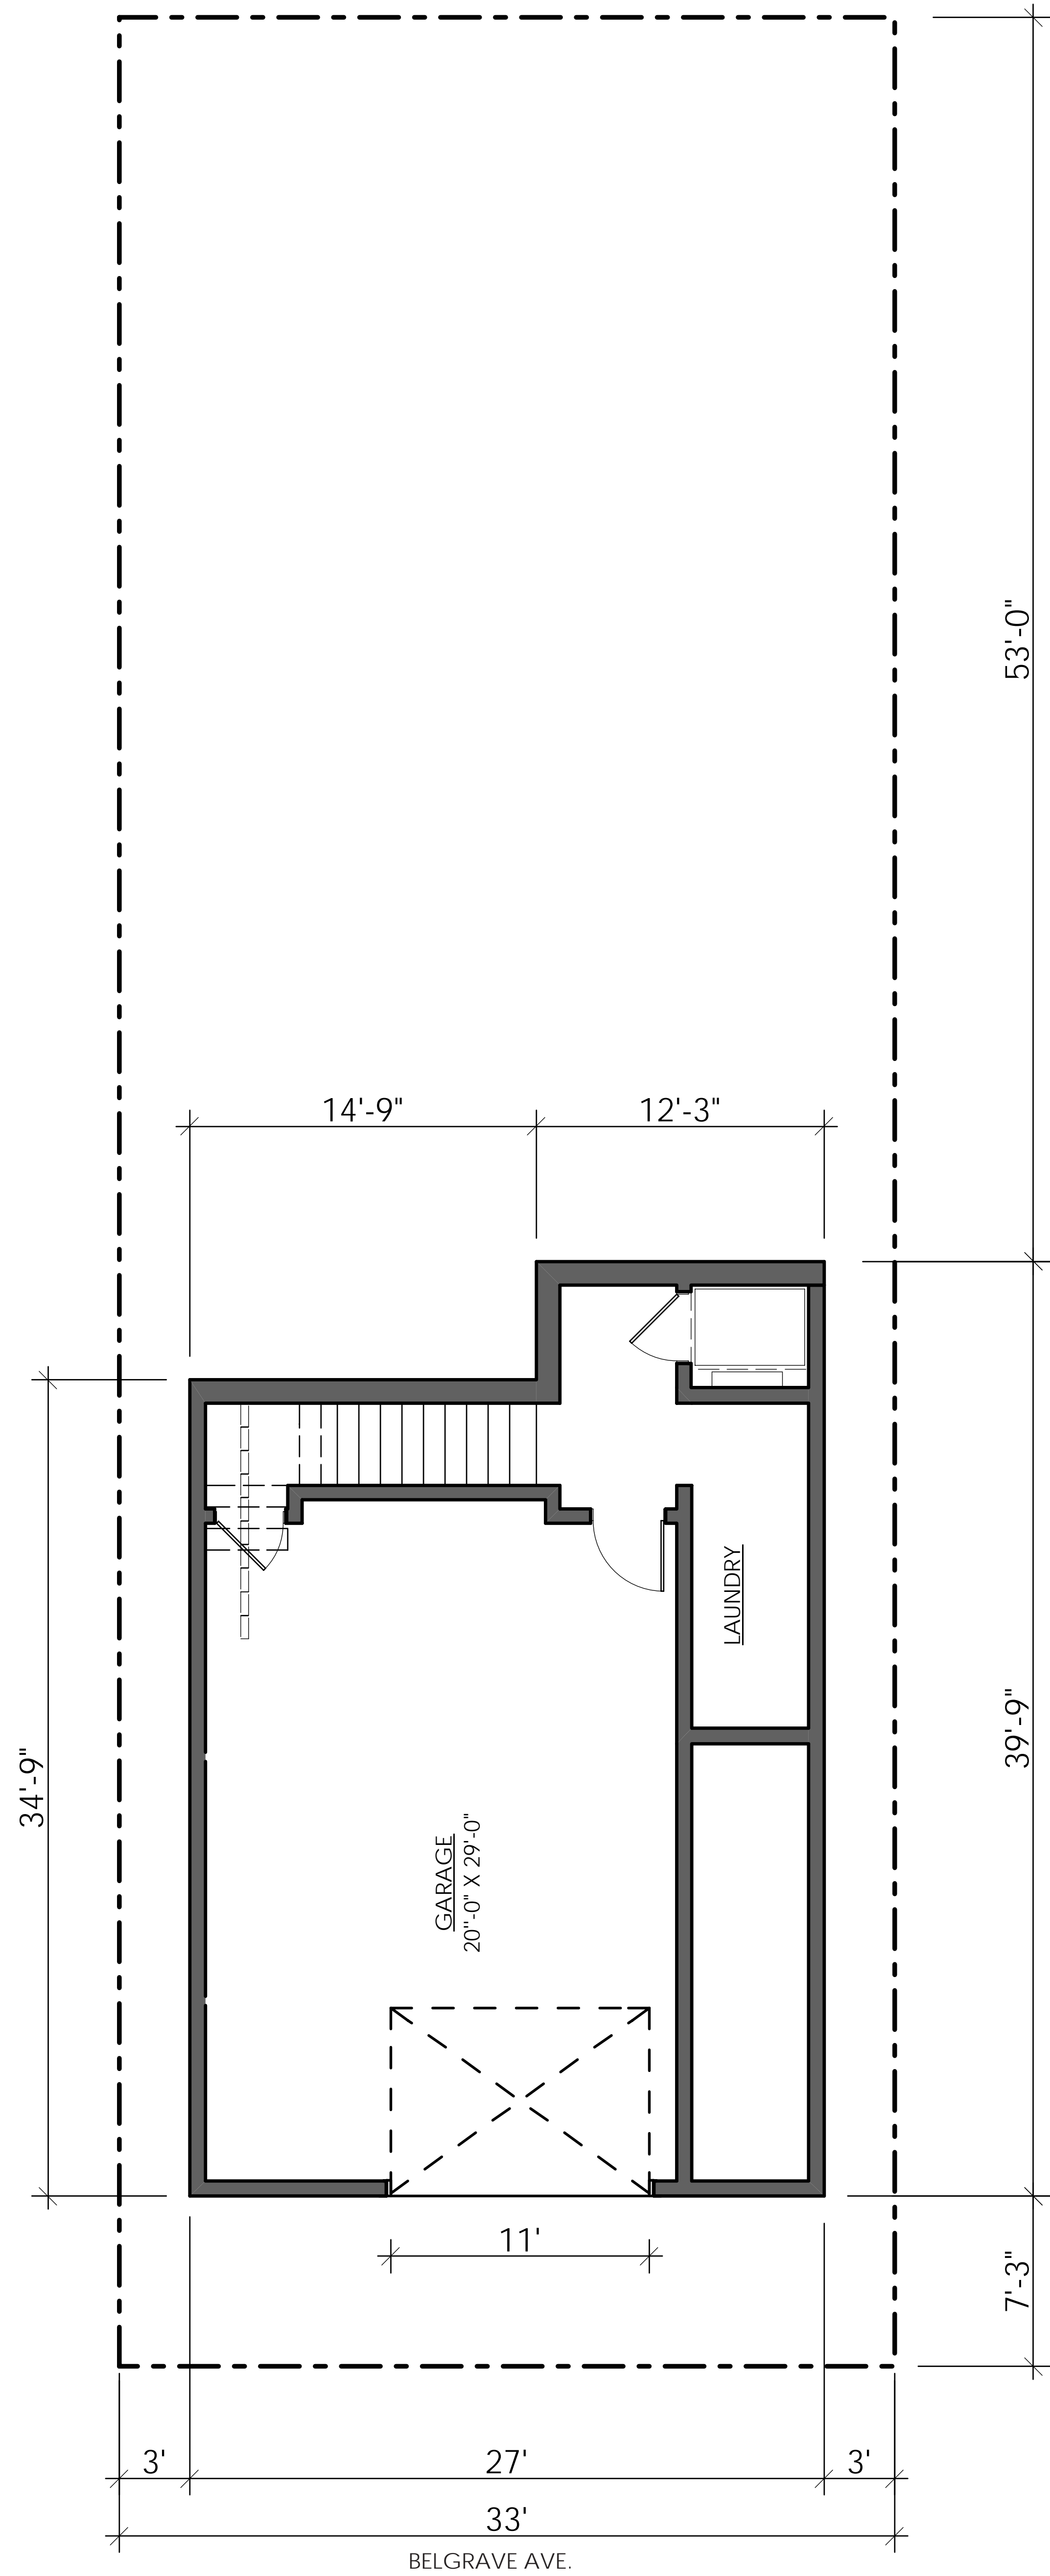 53'-0"
14'-9"
12'-3"
LAUNDRY
39'-9"
34'-9"
GARAGE
20"-0" X 29'-0"
11'
7'-3"
3'
27'
3'
33'
BELGRAVE AVE.